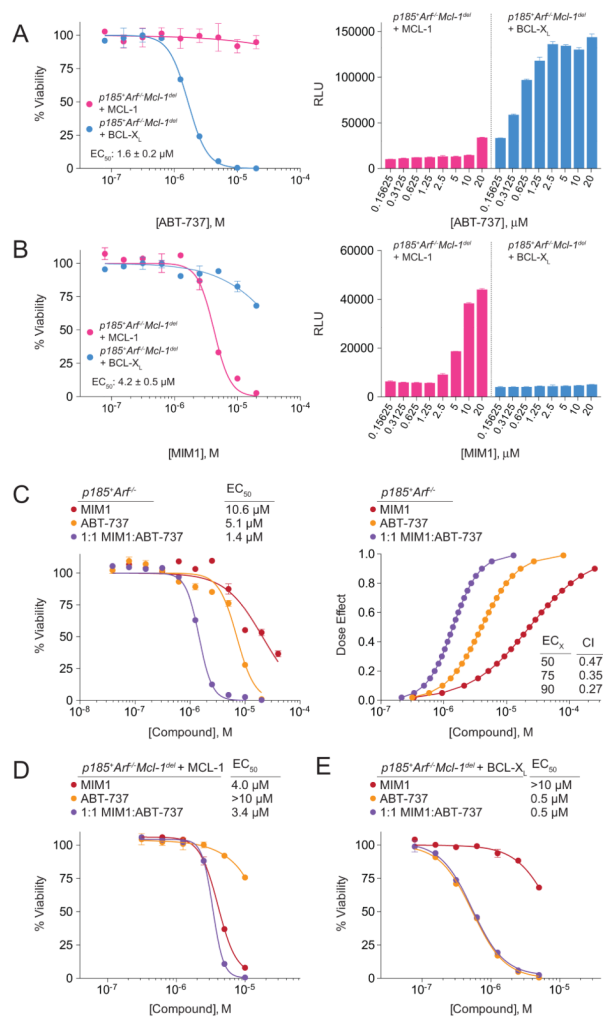 A
% Viability
100
75
50
25
0
p185⁺Arf⁻/⁻Mcl-1ᵈᵉˡ
+ MCL-1
p185⁺Arf⁻/⁻Mcl-1ᵈᵉˡ
+ BCL-X_L
EC₅₀: 1.6 ± 0.2 µM
10⁻⁷ 10⁻⁶ 10⁻⁵ 10⁻⁴
[ABT-737], M
p185⁺Arf⁻/⁻Mcl-1ᵈᵉˡ
+ MCL-1
p185⁺Arf⁻/⁻Mcl-1ᵈᵉˡ
+ BCL-X_L
RLU
150000
100000
50000
0
0.15625 0.3125 0.625 1.25 2.5 5 10 20 0.15625 0.3125 0.625 1.25 2.5 5 10 20
[ABT-737], µM
B
% Viability
100
75
50
25
0
p185⁺Arf⁻/⁻Mcl-1ᵈᵉˡ
+ MCL-1
p185⁺Arf⁻/⁻Mcl-1ᵈᵉˡ
+ BCL-X_L
EC₅₀: 4.2 ± 0.5 µM
10⁻⁷ 10⁻⁶ 10⁻⁵ 10⁻⁴
[MIM1], M
p185⁺Arf⁻/⁻Mcl-1ᵈᵉˡ
+ MCL-1
p185⁺Arf⁻/⁻Mcl-1ᵈᵉˡ
+ BCL-X_L
RLU
60000
40000
20000
0
0.15625 0.3125 0.625 1.25 2.5 5 10 20 0.15625 0.3125 0.625 1.25 2.5 5 10 20
[MIM1], µM
C
p185⁺Arf⁻/⁻ EC₅₀
MIM1 10.6 µM
ABT-737 5.1 µM
1:1 MIM1:ABT-737 1.4 µM
% Viability
100
75
50
25
0
10⁻⁸ 10⁻⁷ 10⁻⁶ 10⁻⁵ 10⁻⁴
[Compound], M
p185⁺Arf⁻/⁻
MIM1
ABT-737
1:1 MIM1:ABT-737
Dose Effect
1.0
0.8
0.6
0.4
0.2
0.0
EC_X CI
50 0.47
75 0.35
90 0.27
10⁻⁷ 10⁻⁶ 10⁻⁵ 10⁻⁴
[Compound], M
D
p185⁺Arf⁻/⁻Mcl-1ᵈᵉˡ + MCL-1 EC₅₀
MIM1 4.0 µM
ABT-737 >10 µM
1:1 MIM1:ABT-737 3.4 µM
% Viability
100
75
50
25
0
10⁻⁷ 10⁻⁶ 10⁻⁵ 10⁻⁴
[Compound], M
E
p185⁺Arf⁻/⁻Mcl-1ᵈᵉˡ + BCL-X_L EC₅₀
MIM1 >10 µM
ABT-737 0.5 µM
1:1 MIM1:ABT-737 0.5 µM
% Viability
100
75
50
25
0
10⁻⁷ 10⁻⁶ 10⁻⁵ 10⁻⁴
[Compound], M